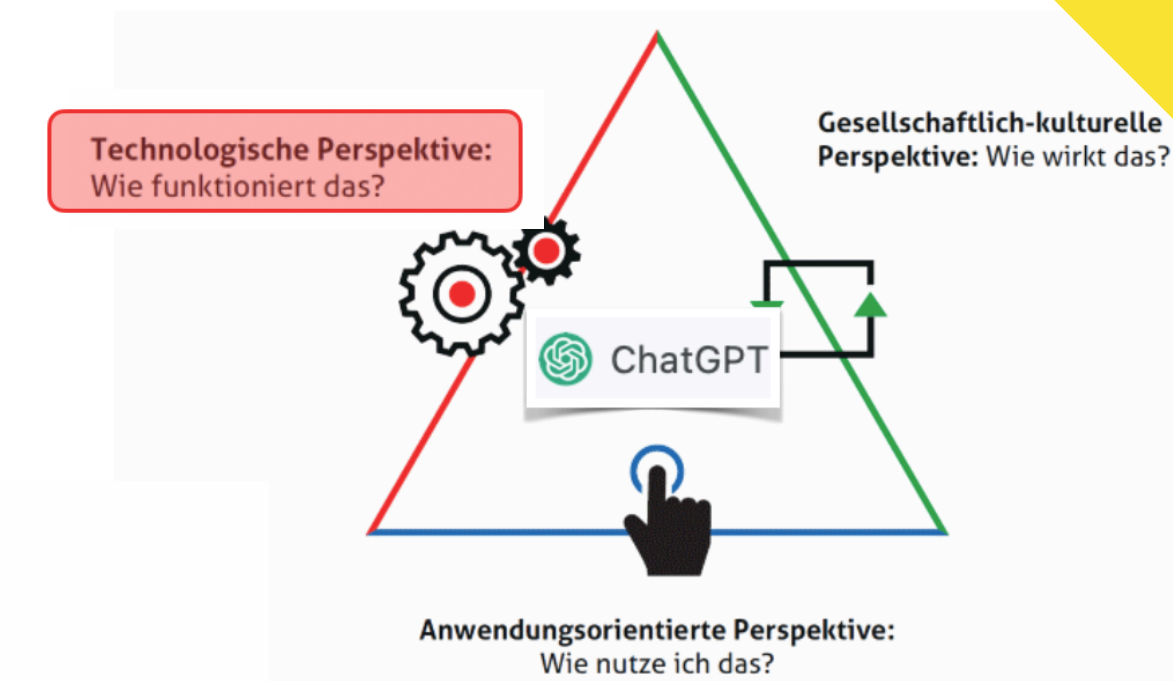 Technologische Perspektive:
Wie funktioniert das?
Gesellschaftlich-kulturelle
Perspektive: Wie wirkt das?
ChatGPT
Anwendungsorientierte Perspektive:
Wie nutze ich das?